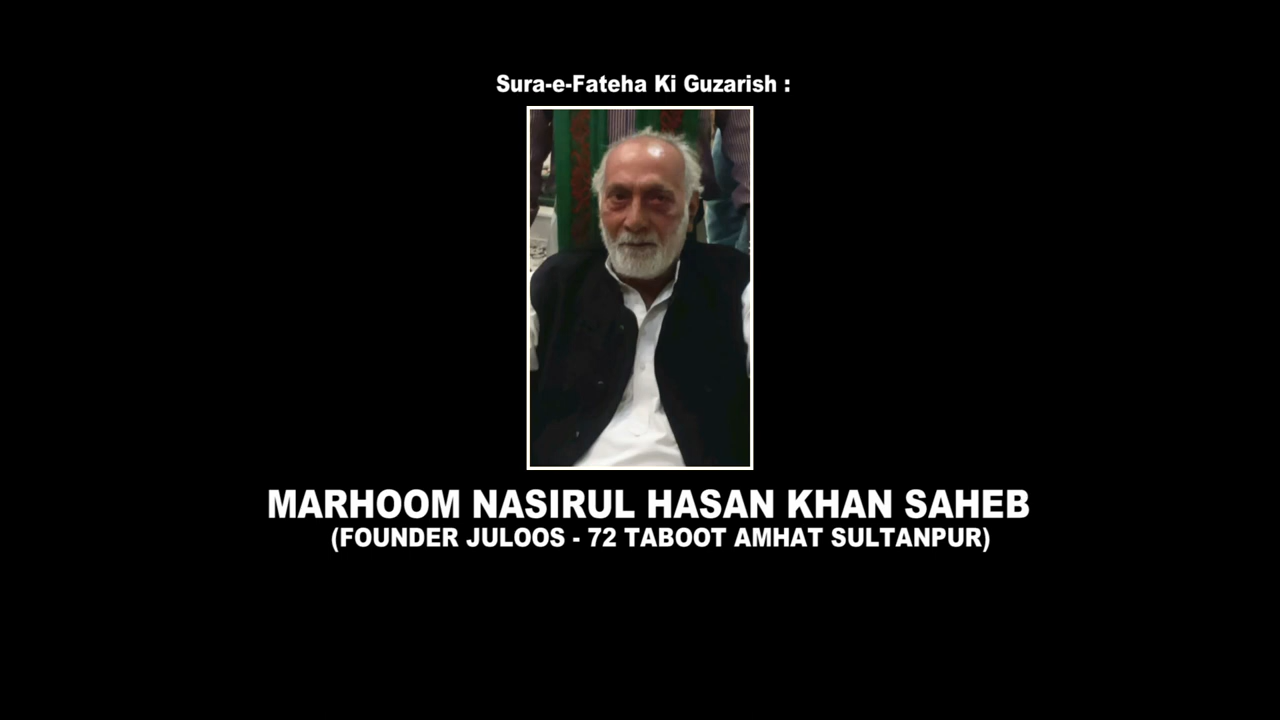 Sura-e-Fateha Ki Guzarish :
MARHOOM NASIRUL HASAN KHAN SAHEB
(FOUNDER JULOOS - 72 TABOOT AMHAT SULTANPUR)